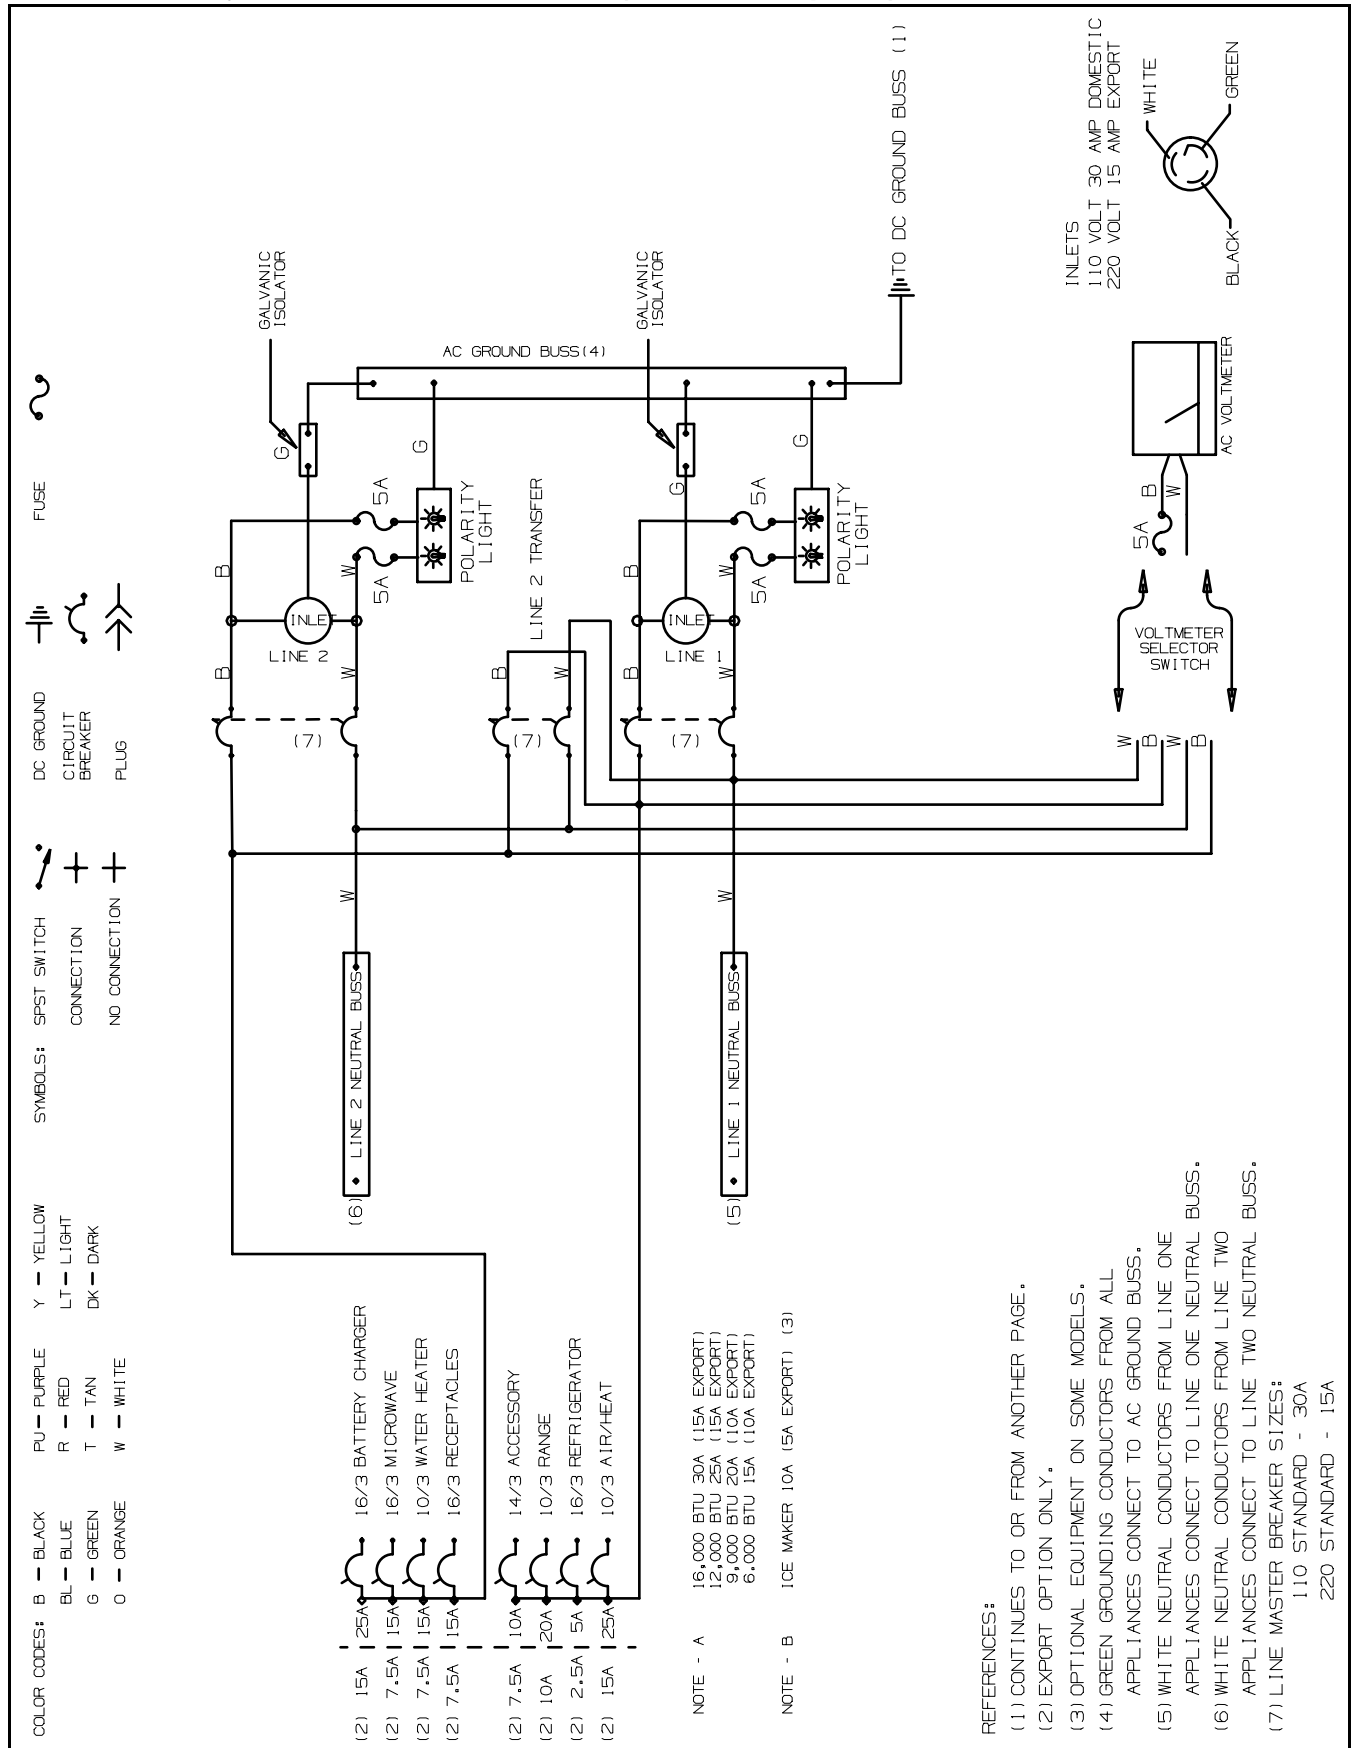 COLOR CODES: B — BLACK PU — PURPLE Y — YELLOW
BL — BLUE R — RED LT — LIGHT
G — GREEN T — TAN DK — DARK
O — ORANGE W — WHITE
SYMBOLS: SPST SWITCH
CONNECTION
NO CONNECTION
DC GROUND
CIRCUIT
BREAKER
PLUG
FUSE
GALVANIC
ISOLATOR
G
B
INLET
LINE 2
W
5A
5A
G
POLARITY
LIGHT
B
W
(7)
AC GROUND BUSS(4)
LINE 2 TRANSFER
B
W
(7)
GALVANIC
ISOLATOR
G
B
INLET
LINE 1
W
5A
5A
G
POLARITY
LIGHT
B
W
(7)
TO DC GROUND BUSS (1)
W
(6)
LINE 2 NEUTRAL BUSS
W
(5)
LINE 1 NEUTRAL BUSS
INLETS
110 VOLT 30 AMP DOMESTIC
220 VOLT 15 AMP EXPORT
WHITE
BLACK
GREEN
AC VOLTMETER
5A
B
W
VOLTMETER
SELECTOR
SWITCH
W
B
W
B
(2) 15A 25A 16/3 BATTERY CHARGER
(2) 7.5A 15A 16/3 MICROWAVE
(2) 7.5A 15A 10/3 WATER HEATER
(2) 7.5A 15A 16/3 RECEPTACLES
(2) 7.5A 10A 14/3 ACCESSORY
(2) 10A 20A 10/3 RANGE
(2) 2.5A 5A 16/3 REFRIGERATOR
(2) 15A 25A 10/3 AIR/HEAT
NOTE - A 16,000 BTU 30A (15A EXPORT)
12,000 BTU 25A (15A EXPORT)
9,000 BTU 20A (10A EXPORT)
6,000 BTU 15A (10A EXPORT)
NOTE - B ICE MAKER 10A (5A EXPORT) (3)
REFERENCES:
(1) CONTINUES TO OR FROM ANOTHER PAGE.
(2) EXPORT OPTION ONLY.
(3) OPTIONAL EQUIPMENT ON SOME MODELS.
(4) GREEN GROUNDING CONDUCTORS FROM ALL
APPLIANCES CONNECT TO AC GROUND BUSS.
(5) WHITE NEUTRAL CONDUCTORS FROM LINE ONE
APPLIANCES CONNECT TO LINE ONE NEUTRAL BUSS.
(6) WHITE NEUTRAL CONDUCTORS FROM LINE TWO
APPLIANCES CONNECT TO LINE TWO NEUTRAL BUSS.
(7) LINE MASTER BREAKER SIZES:
110 STANDARD - 30A
220 STANDARD - 15A